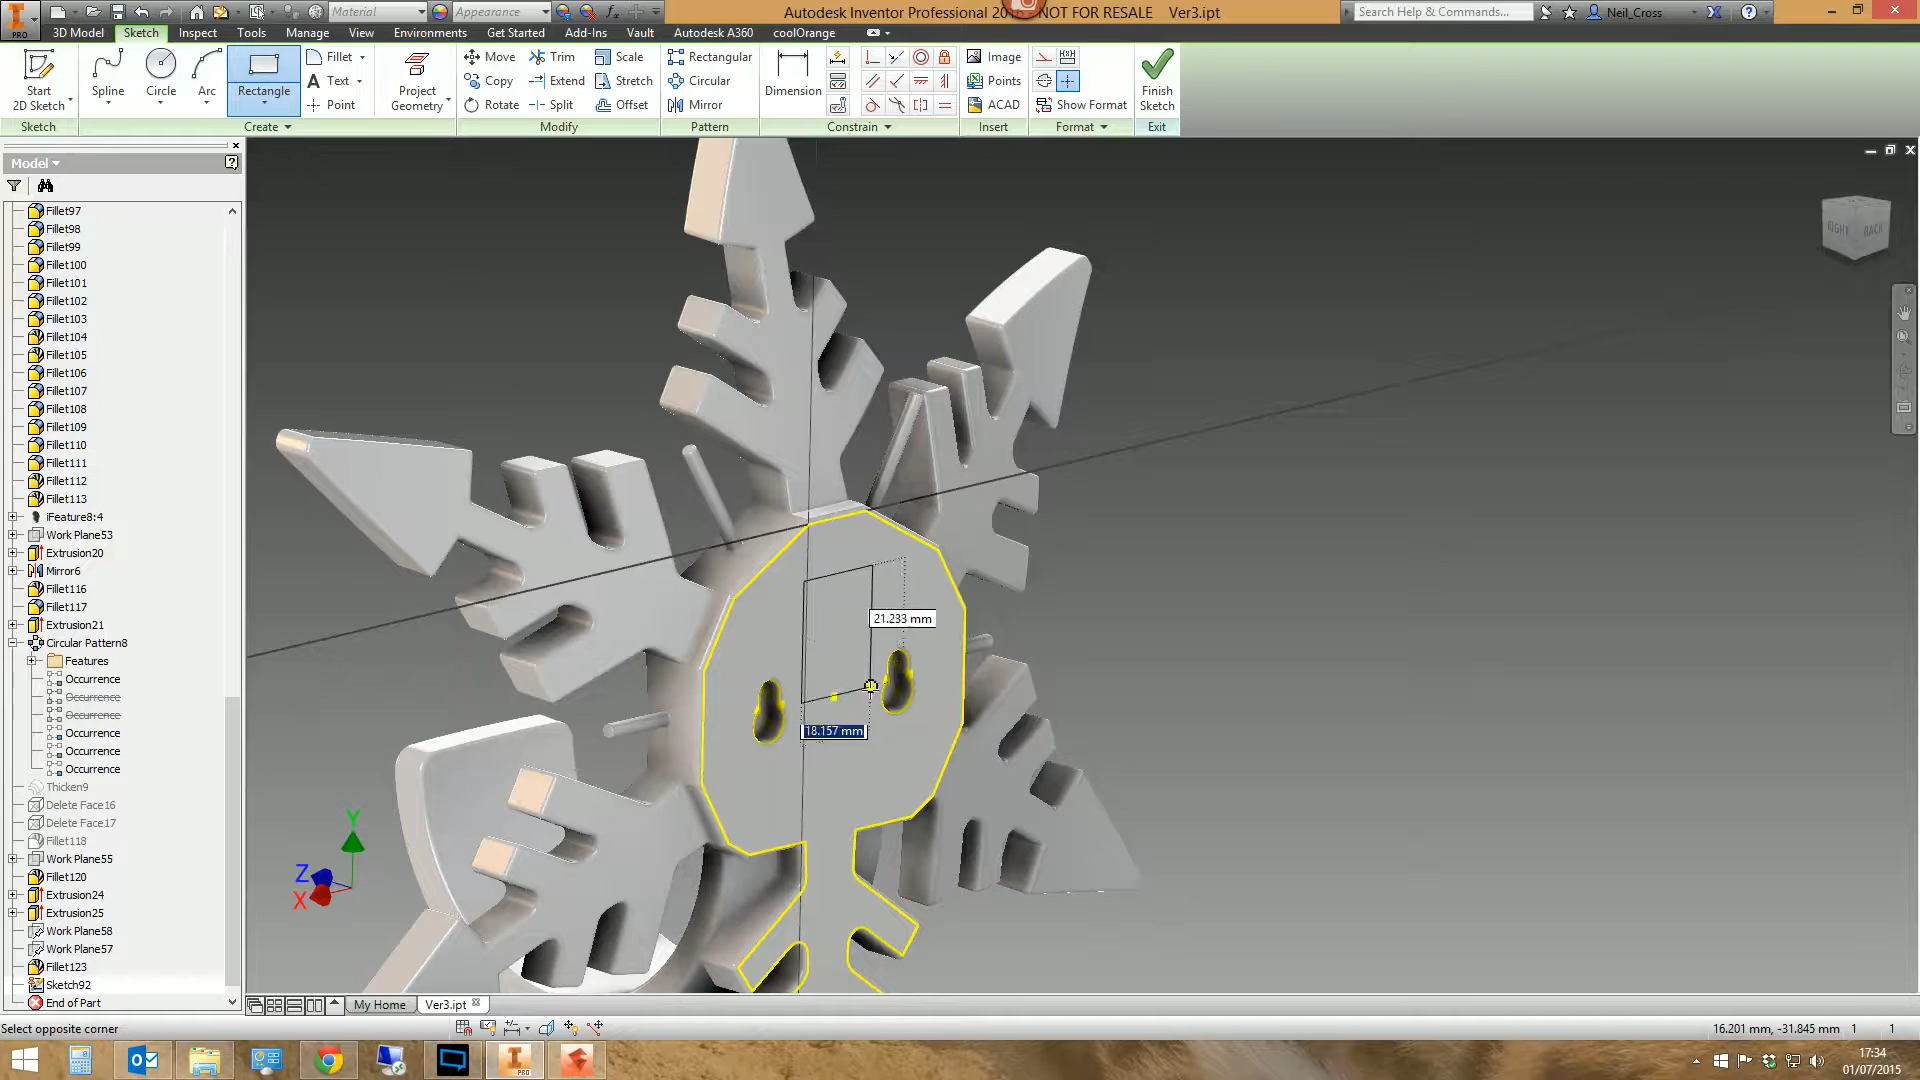 Material
Appearance
Autodesk Inventor Professional 20
NOT FOR RESALE Ver3.ipt
Search Help & Commands...
Neil_Cross
PRO
3D Model
Sketch
Inspect
Tools
Manage
View
Environments
Get Started
Add-Ins
Vault
Autodesk A360
coolOrange
Start
2D Sketch
Spline
Circle
Arc
Rectangle
Fillet
Text
Point
Project
Geometry
Move
Copy
Rotate
Trim
Extend
Split
Scale
Stretch
Offset
Rectangular
Circular
Mirror
Dimension
Image
Points
ACAD
Show Format
Finish
Sketch
Sketch
Create
Modify
Pattern
Constrain
Insert
Format
Exit
Model
Fillet97
Fillet98
Fillet99
Fillet100
Fillet101
Fillet102
Fillet103
Fillet104
Fillet105
Fillet106
Fillet107
Fillet108
Fillet109
Fillet110
Fillet111
Fillet112
Fillet113
iFeature8:4
Work Plane53
Extrusion20
Mirror6
Fillet116
Fillet117
Extrusion21
Circular Pattern8
Features
Occurrence
Occurrence
Occurrence
Occurrence
Occurrence
Occurrence
Thicken9
Delete Face16
Delete Face17
Fillet118
Work Plane55
Fillet120
Extrusion24
Extrusion25
Work Plane58
Work Plane57
Fillet123
Sketch92
End of Part
RIGHT
BACK
21.233 mm
18.157 mm
Y
Z
X
My Home
Ver3.ipt
Select opposite corner
16.201 mm, -31.845 mm 1 1
PRO
17:34
01/07/2015